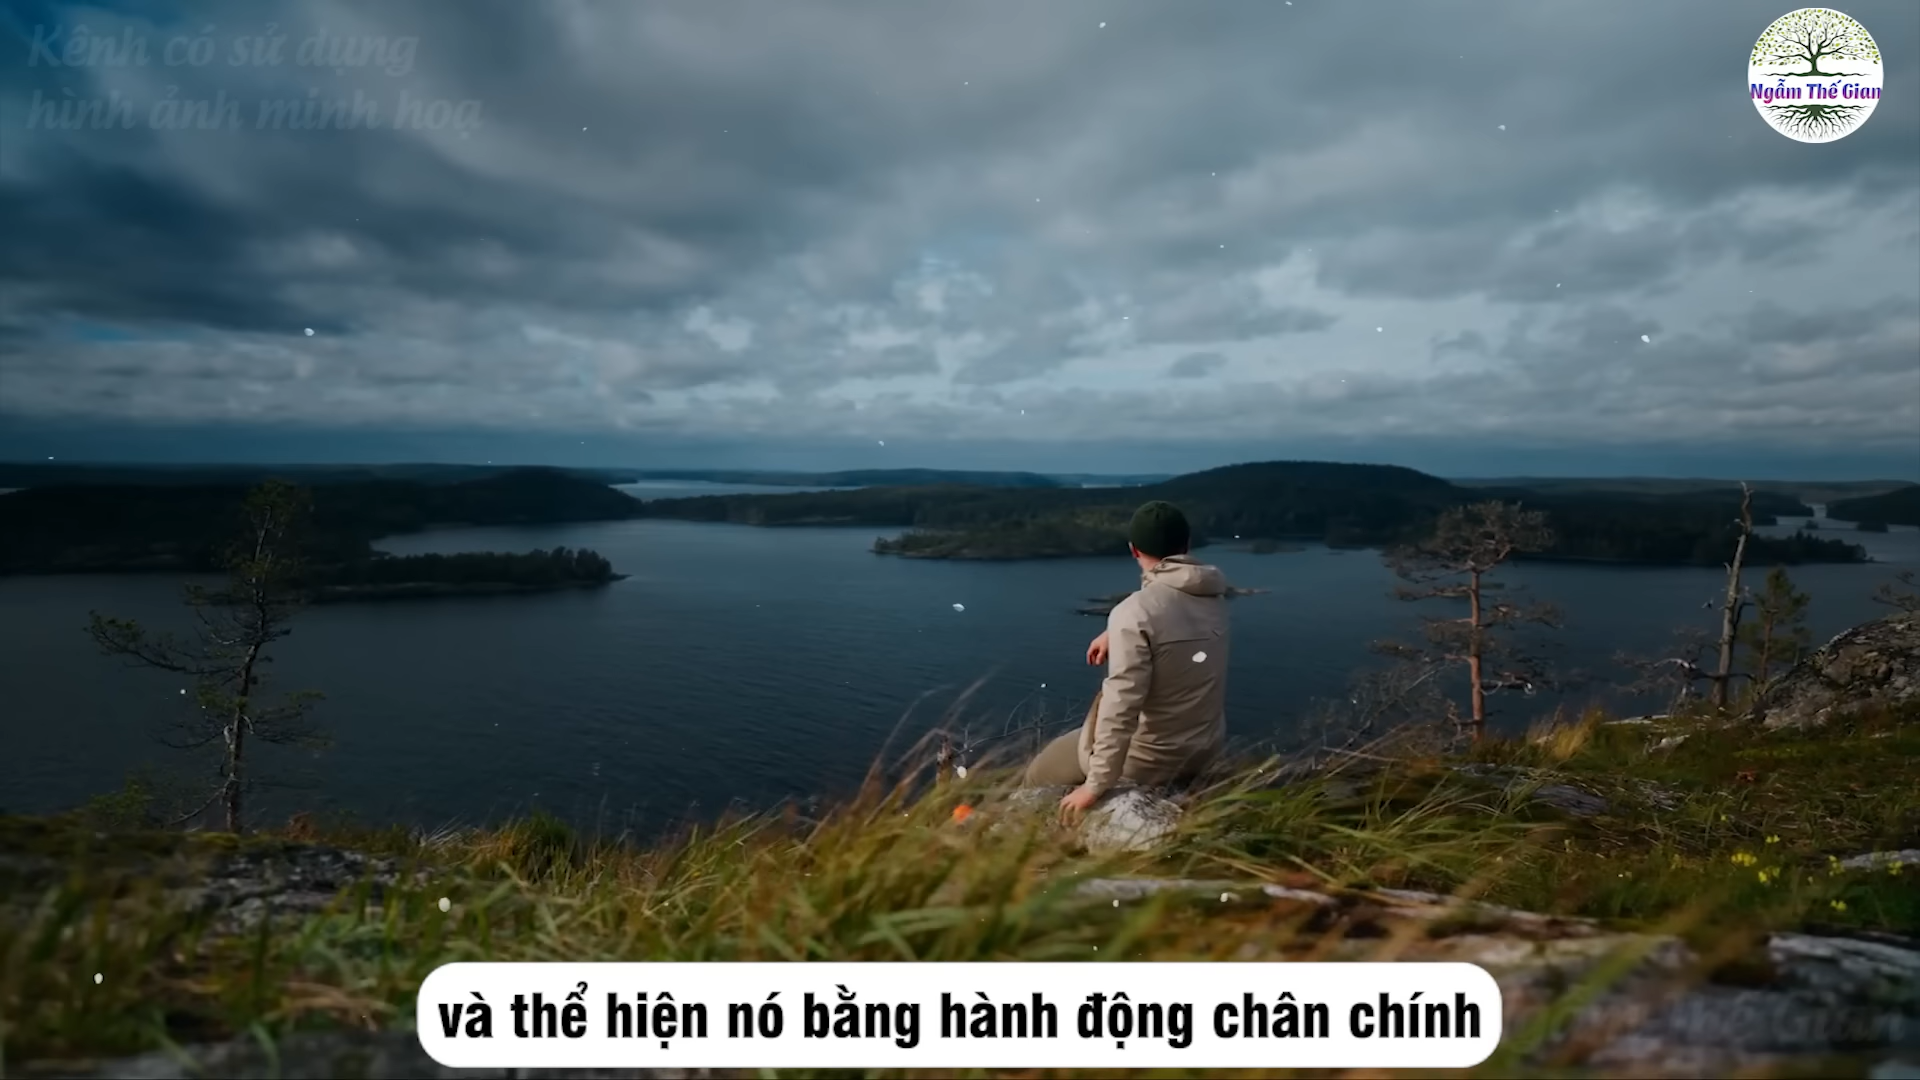 Kênh có sử dụng
hình ảnh minh hoạ
Ngẫm Thế Gian
và thể hiện nó bằng hành động chân chính